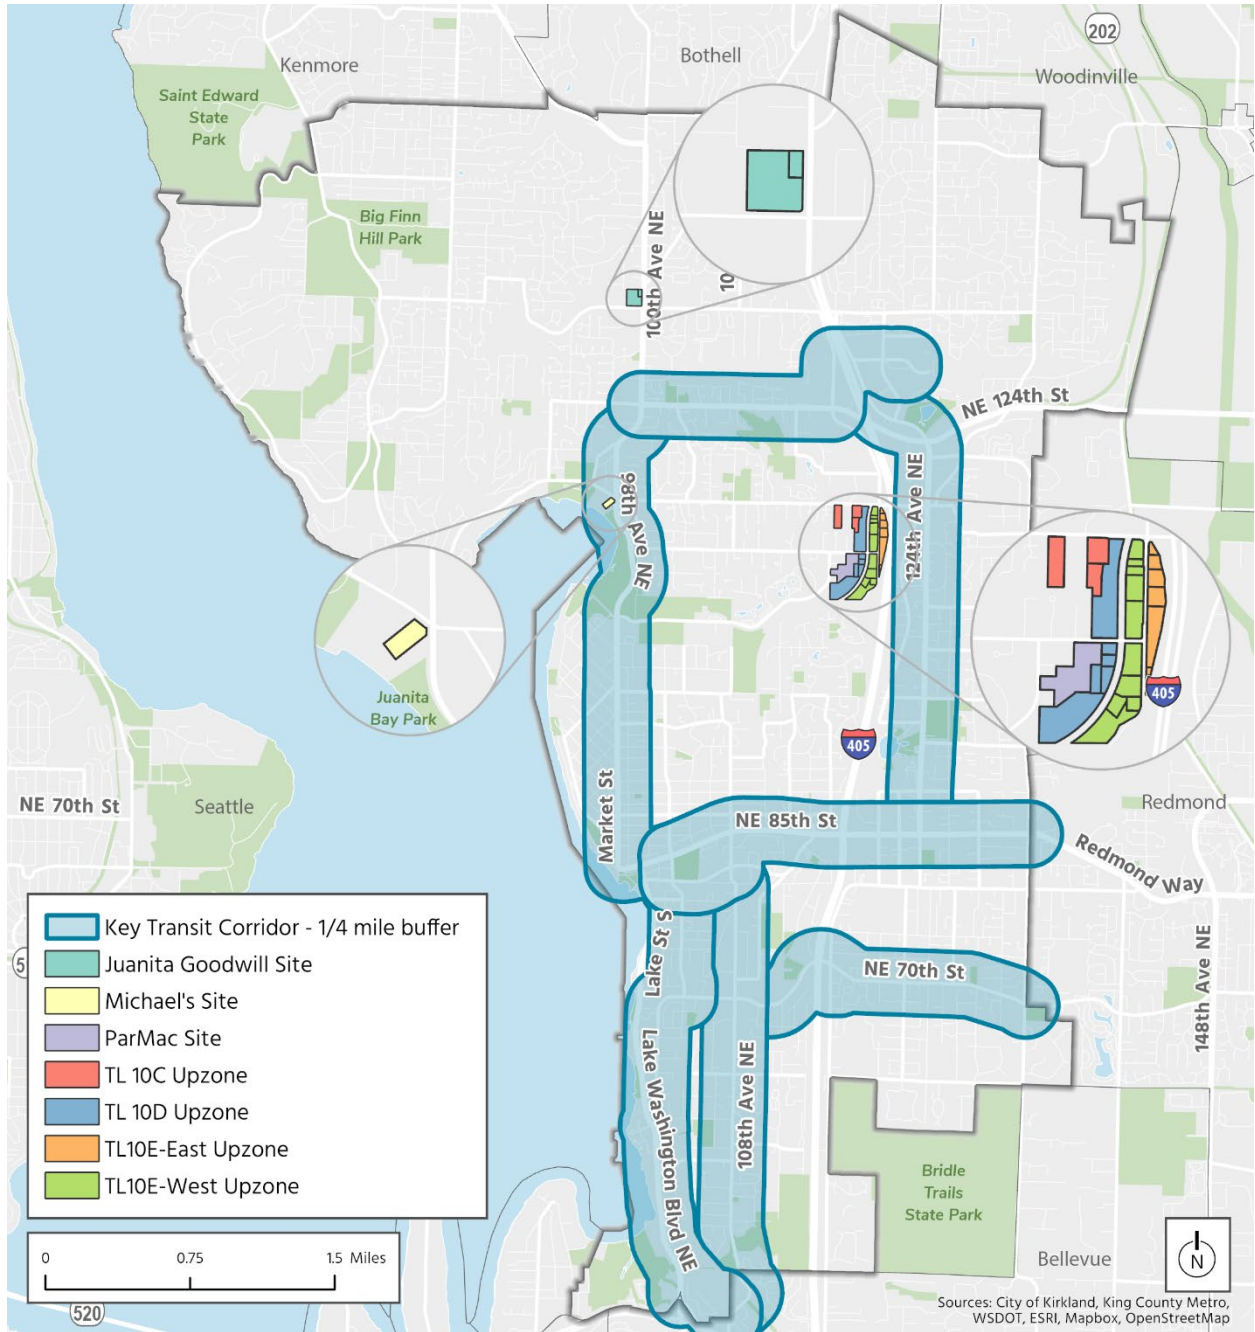 202
Bothell
Kenmore
Woodinville
Saint Edward
State
Park
Big Finn
Hill Park
100th Ave NE
10
NE 124th St
98th Ave NE
124th Ave NE
405
Juanita
Bay Park
405
NE 70th St
Seattle
Market St
NE 85th St
Redmond
Redmond Way
Key Transit Corridor - 1/4 mile buffer
Juanita Goodwill Site
Michael's Site
ParMac Site
TL 10C Upzone
TL 10D Upzone
TL10E-East Upzone
TL10E-West Upzone
5
Lake St S
NE 70th St
148th Ave NE
Lake Washington Blvd NE
108th Ave NE
Bridle
Trails
State Park
Bellevue
N
0 0.75 1.5 Miles
520
Sources: City of Kirkland, King County Metro,
WSDOT, ESRI, Mapbox, OpenStreetMap